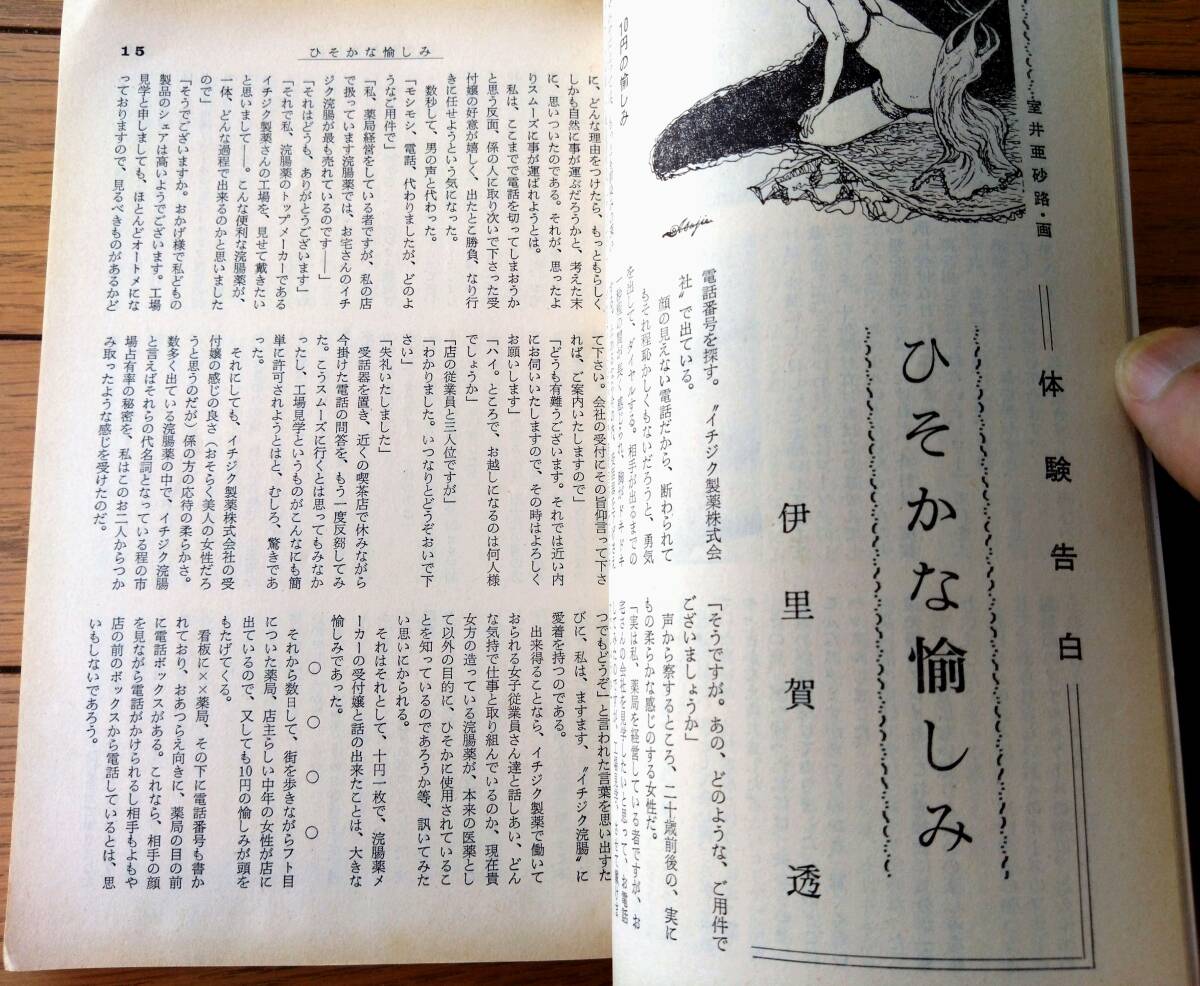 体験告白
ひそかな愉しみ
伊里賀 透
室井亜砂路・画
10円の愉しみ
電話番号を探す。〝イチジク製薬株式会
社〟で出ている。
顔の見えない電話だから、断わられて
もそれ程恥かしくもないだろうと、勇気
を出して、ダイヤルする。相手が出るまでの
「そうですが。あの、どのような、ご用件で
ございましょうか」
声から察するところ、二十歳前後の、実に
もの柔らかな感じのする女性だ。
「実は私、薬局を経営している者ですが、お
宅さんの会社を見学したいと思って、お電話
15
ひそかな愉しみ
に、どんな理由をつけたら、もっともらしく
しかも自然に事が運ぶだろうかと、考えた末
に、思いついたのである。それが、思ったよ
りスムーズに事が運ばれようとは。
私は、ここまでで電話を切ってしまおうか
と思う反面、係の人に取り次いで下さった受
付嬢の好意が嬉しく、出たとこ勝負、なり行
きに任せようという気になった。
数秒して、男の声と代わった。
「モシモシ、電話、代わりましたが、どのよ
うなご用件で」
「私、薬局経営をしている者ですが、私の店
で扱っています浣腸薬では、お宅さんのイチ
ジク浣腸が最も売れているのです――」
「それはどうも、ありがとうございます」
「それで私、浣腸薬のトップメーカーである
イチジク製薬さんの工場を、見せて戴きたい
と思いまして――。こんな便利な浣腸薬が、
一体、どんな過程で出来るのかと思いました
ので」
「そうでございますか。おかげ様で私どもの
製品のシェアは高いようでございます。工場
見学と申しましても、ほとんどオートメにな
っておりますので、見るべきものがあるかど
て下さい。会社の受付にその旨仰言って下さ
れば、ご案内いたしますので」
「どうも有難うございます。それでは近い内
にお伺いいたしますので、その時はよろしく
お願いします」
「ハイ。ところで、お越しになるのは何人様
でしょうか」
「店の従業員と三人位ですが」
「わかりました。いつなりとどうぞおいで下
さい」
「失礼いたしました」
受話器を置き、近くの喫茶店で休みながら
今掛けた電話の問答を、もう一度反芻してみ
た。こうスムーズに行くとは思ってもみなか
ったし、工場見学というものがこんなにも簡
単に許可されようとは、むしろ、驚きであ
った。
それにしても、イチジク製薬株式会社の受
付嬢の感じの良さ（おそらく美人の女性だろ
うと思うのだが）係の方の応待の柔らかさ。
数多く出ている浣腸薬の中で、イチジク浣腸
と言えばそれらの代名詞となっている程の市
場占有率の秘密を、私はこのお二人からつか
み取ったような感じを受けたのだ。
つでもどうぞ」と言われた言葉を思い出すた
びに、私は、ますます、〝イチジク浣腸〟に
愛着を持つのである。
出来得ることなら、イチジク製薬で働いて
おられる女子従業員さん達と話しあい、どん
な気持で仕事と取り組んでいるのか、現在貴
女方の造っている浣腸薬が、本来の医薬とし
て以外の目的に、ひそかに使用されているこ
とを知っているのであろうか等、訊いてみた
い思いにかられる。
それはそれとして、十円一枚で、浣腸薬メ
ーカーの受付嬢と話の出来たことは、大きな
愉しみであった。
○ ○ ○ ○
それから数日して、街を歩きながらフト目
についた薬局、店主らしい中年の女性が店に
出ているので、又しても10円の愉しみが頭を
もたげてくる。
看板に××薬局、その下に電話番号も書か
れており、おあつらえ向きに、薬局の目の前
に電話ボックスがある。これなら、相手の顔
を見ながら電話がかけられるし相手もよもや
店の前のボックスから電話しているとは、思
いもしないであろう。